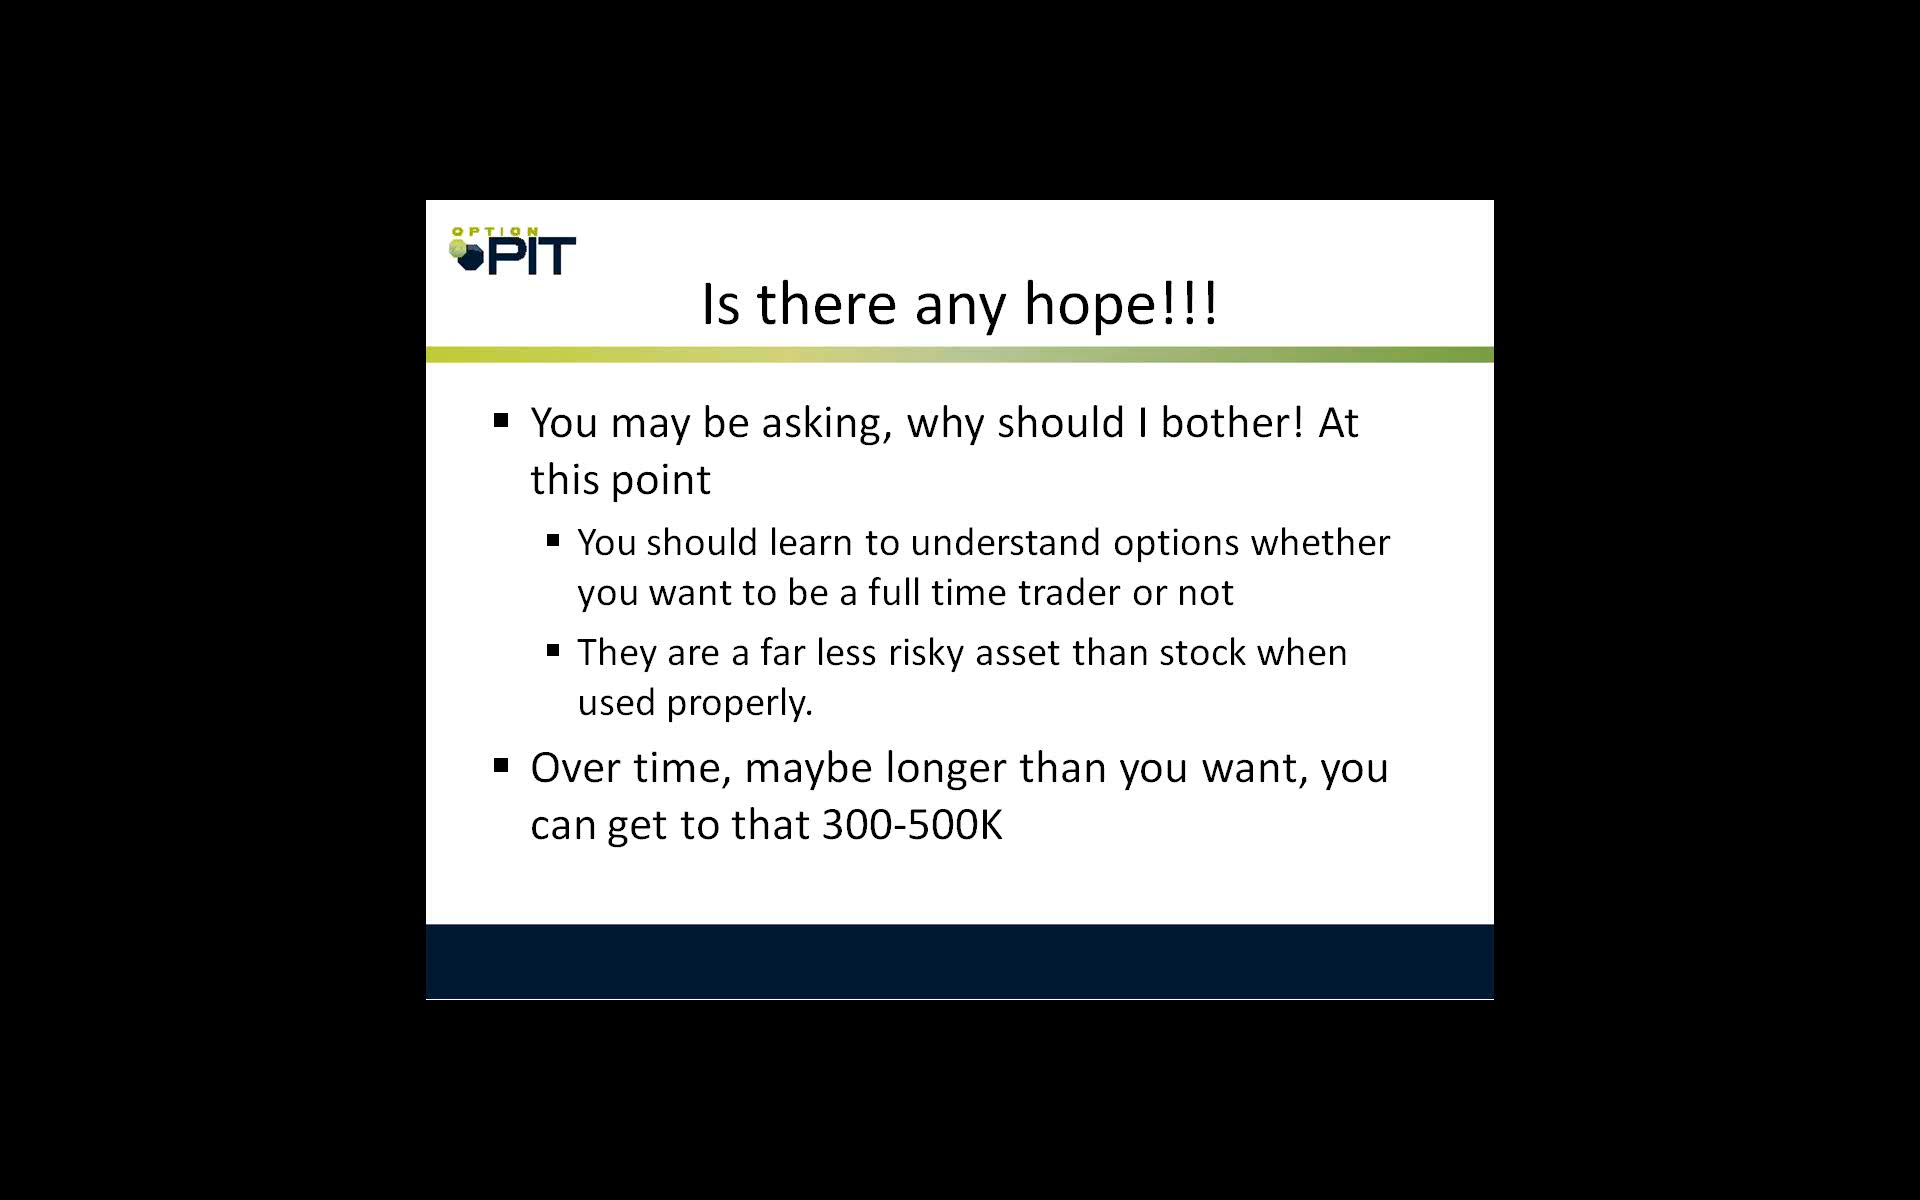 OPTION
PIT
Is there any hope!!!
▪ You may be asking, why should I bother! At
this point
▪ You should learn to understand options whether
you want to be a full time trader or not
▪ They are a far less risky asset than stock when
used properly.
▪ Over time, maybe longer than you want, you
can get to that 300-500K